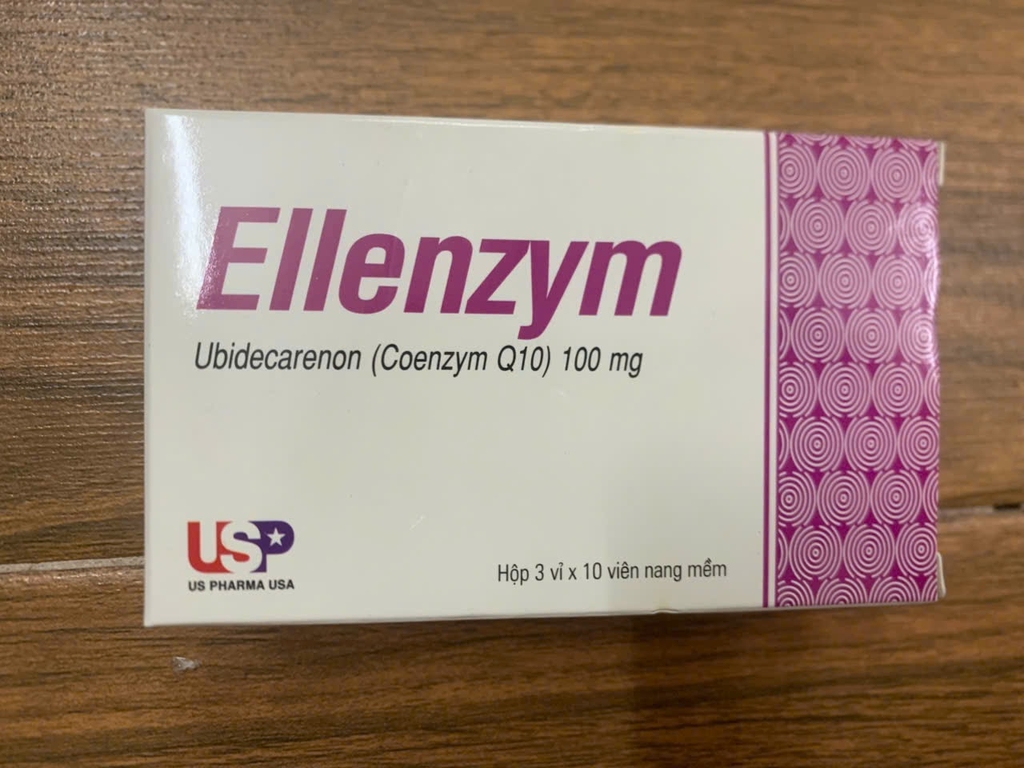 Ellenzym
Ubidecarenon (Coenzym Q10) 100 mg
USP
US PHARMA USA
Hộp 3 vỉ x 10 viên nang mềm